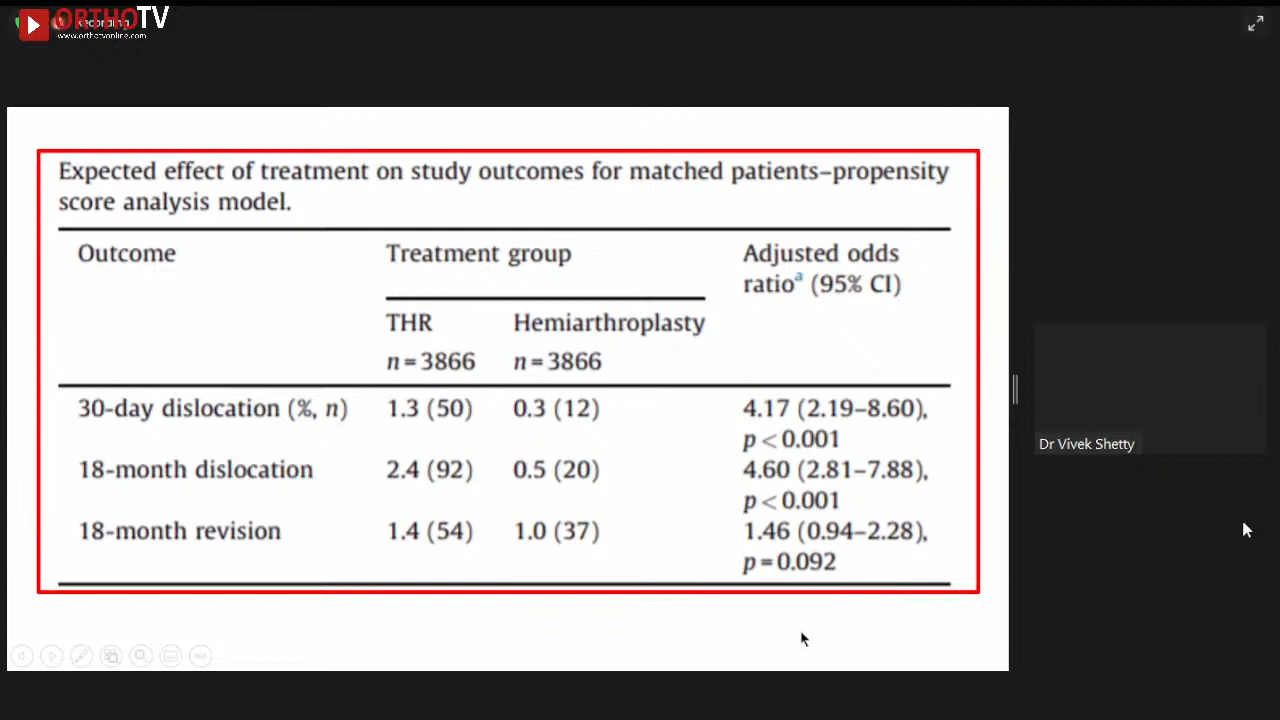 ORTHOTV
Recording
www.orthotvonline.com
Expected effect of treatment on study outcomes for matched patients–propensity
score analysis model.
Outcome Treatment group Adjusted odds
ratioª (95% CI)
THR Hemiarthroplasty
n=3866 n=3866
30-day dislocation (%, n) 1.3 (50) 0.3 (12) 4.17 (2.19–8.60),
p<0.001
18-month dislocation 2.4 (92) 0.5 (20) 4.60 (2.81–7.88),
p<0.001
18-month revision 1.4 (54) 1.0 (37) 1.46 (0.94–2.28),
p=0.092
Dr Vivek Shetty